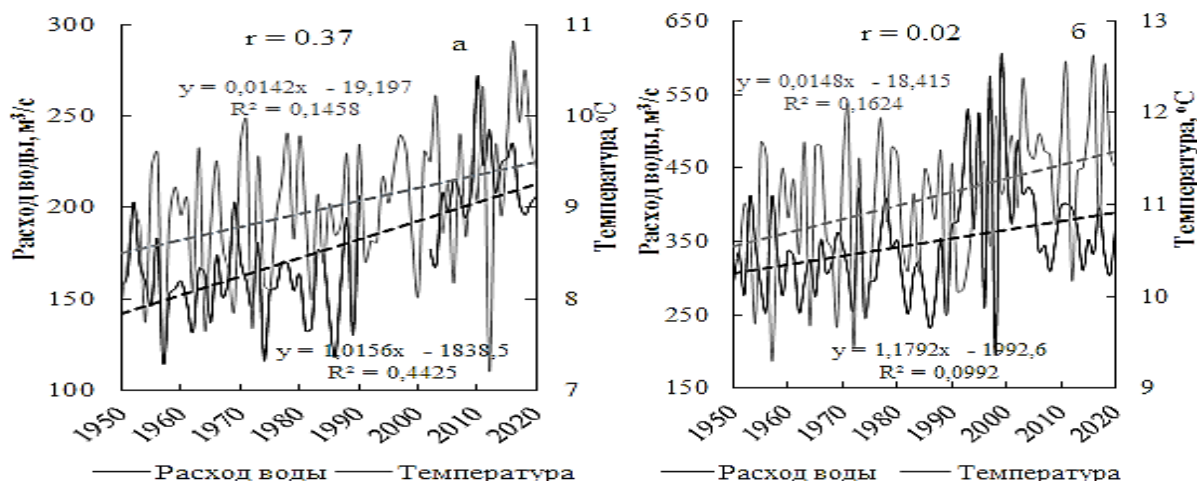 300
250
200
150
100
Расход воды, м³/с
r = 0.37
а
y = 0,0142x - 19,197
R² = 0,1458
y = 1,0156x - 1838,5
R² = 0,4425
11
10
9
8
7
Температура, ºС
1950
1960
1970
1980
1990
2000
2010
2020
Расход воды
Температура
650
550
450
350
250
150
Расход воды, м³/с
r = 0.02
б
y = 0,0148x - 18,415
R² = 0,1624
y = 1,1792x - 1992,6
R² = 0,0992
13
12
11
10
9
Температура, ºС
1950
1960
1970
1980
1990
2000
2010
2020
Расход воды
Температура